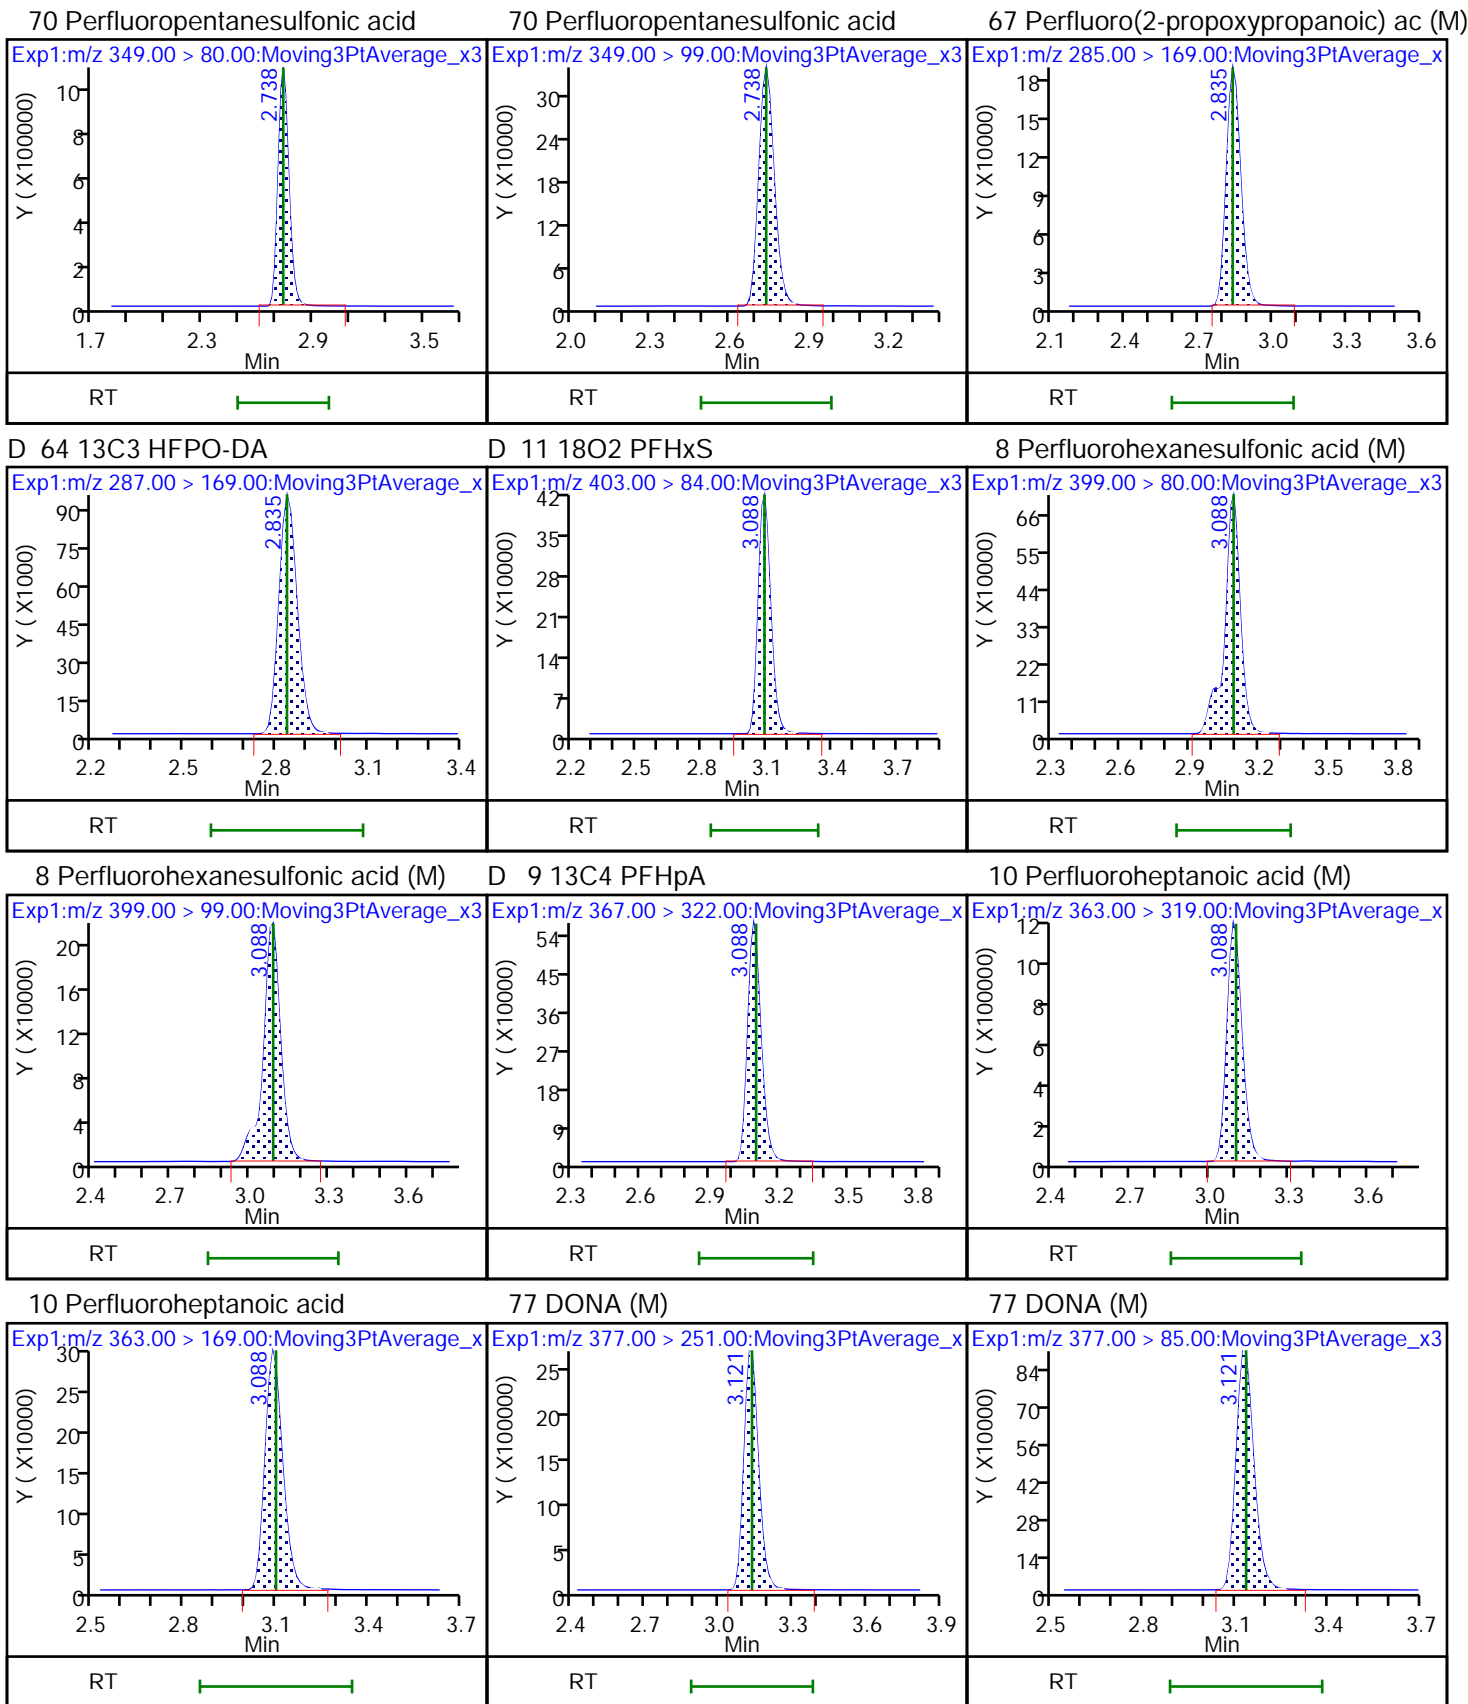 70 Perfluoropentanesulfonic acid
Exp1:m/z 349.00 > 80.00:Moving3PtAverage_x3
Y ( X100000)
10
8
6
4
2
0
2.738
1.7 2.3 2.9 3.5
Min
RT
70 Perfluoropentanesulfonic acid
Exp1:m/z 349.00 > 99.00:Moving3PtAverage_x3
Y ( X10000)
30
24
18
12
6
0
2.738
2.0 2.3 2.6 2.9 3.2
Min
RT
67 Perfluoro(2-propoxypropanoic) ac (M)
Exp1:m/z 285.00 > 169.00:Moving3PtAverage_x
Y ( X10000)
18
15
12
9
6
3
0
2.835
2.1 2.4 2.7 3.0 3.3 3.6
Min
RT
D 64 13C3 HFPO-DA
Exp1:m/z 287.00 > 169.00:Moving3PtAverage_x
Y ( X1000)
90
75
60
45
30
15
0
2.835
2.2 2.5 2.8 3.1 3.4
Min
RT
D 11 18O2 PFHxS
Exp1:m/z 403.00 > 84.00:Moving3PtAverage_x3
Y ( X10000)
42
35
28
21
14
7
0
3.088
2.2 2.5 2.8 3.1 3.4 3.7
Min
RT
8 Perfluorohexanesulfonic acid (M)
Exp1:m/z 399.00 > 80.00:Moving3PtAverage_x3
Y ( X10000)
66
55
44
33
22
11
0
3.088
2.3 2.6 2.9 3.2 3.5 3.8
Min
RT
8 Perfluorohexanesulfonic acid (M)
Exp1:m/z 399.00 > 99.00:Moving3PtAverage_x3
Y ( X10000)
20
16
12
8
4
0
3.088
2.4 2.7 3.0 3.3 3.6
Min
RT
D 9 13C4 PFHpA
Exp1:m/z 367.00 > 322.00:Moving3PtAverage_x
Y ( X10000)
54
45
36
27
18
9
0
3.088
2.3 2.6 2.9 3.2 3.5 3.8
Min
RT
10 Perfluoroheptanoic acid (M)
Exp1:m/z 363.00 > 319.00:Moving3PtAverage_x
Y ( X100000)
12
10
8
6
4
2
0
3.088
2.4 2.7 3.0 3.3 3.6
Min
RT
10 Perfluoroheptanoic acid
Exp1:m/z 363.00 > 169.00:Moving3PtAverage_x
Y ( X10000)
30
25
20
15
10
5
0
3.088
2.5 2.8 3.1 3.4 3.7
Min
RT
77 DONA (M)
Exp1:m/z 377.00 > 251.00:Moving3PtAverage_x
Y ( X100000)
25
20
15
10
5
0
3.121
2.4 2.7 3.0 3.3 3.6 3.9
Min
RT
77 DONA (M)
Exp1:m/z 377.00 > 85.00:Moving3PtAverage_x3
Y ( X10000)
84
70
56
42
28
14
0
3.121
2.5 2.8 3.1 3.4 3.7
Min
RT